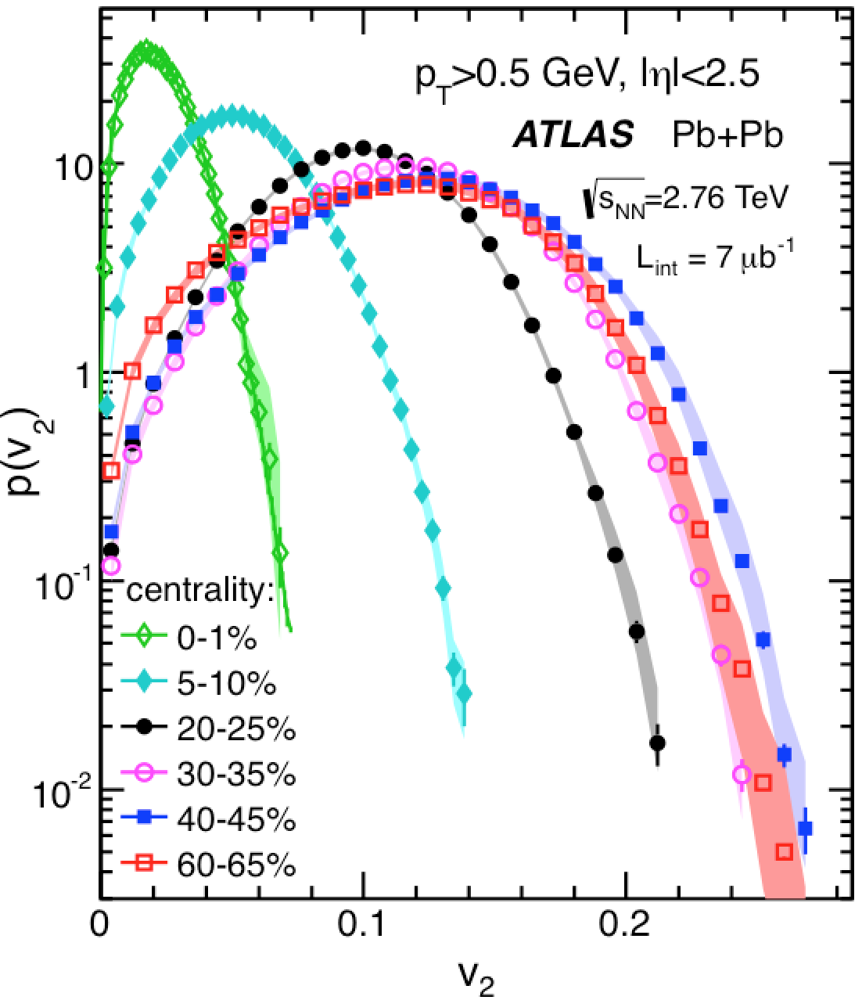 p_T>0.5 GeV, |η|<2.5
ATLAS Pb+Pb
√s_NN=2.76 TeV
L_int = 7 μb^-1
10
1
10^-1
10^-2
p(v_2)
centrality:
0-1%
5-10%
20-25%
30-35%
40-45%
60-65%
0 0.1 0.2
v_2